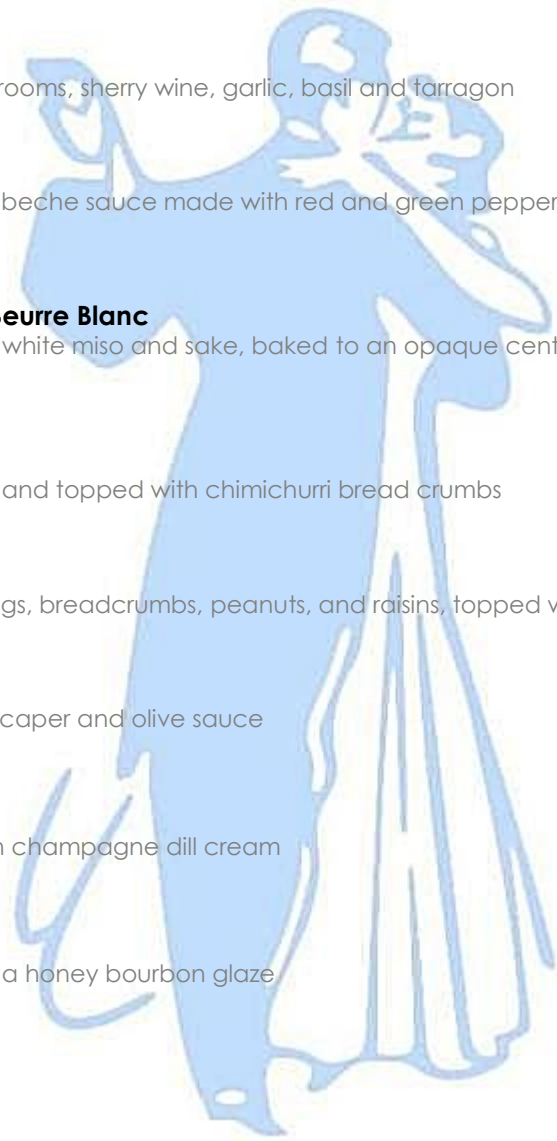 rooms, sherry wine, garlic, basil and tarragon
beche sauce made with red and green pepper
Beurre Blanc
white miso and sake, baked to an opaque cent
and topped with chimichurri bread crumbs
gs, breadcrumbs, peanuts, and raisins, topped w
caper and olive sauce
h champagne dill cream
a honey bourbon glaze